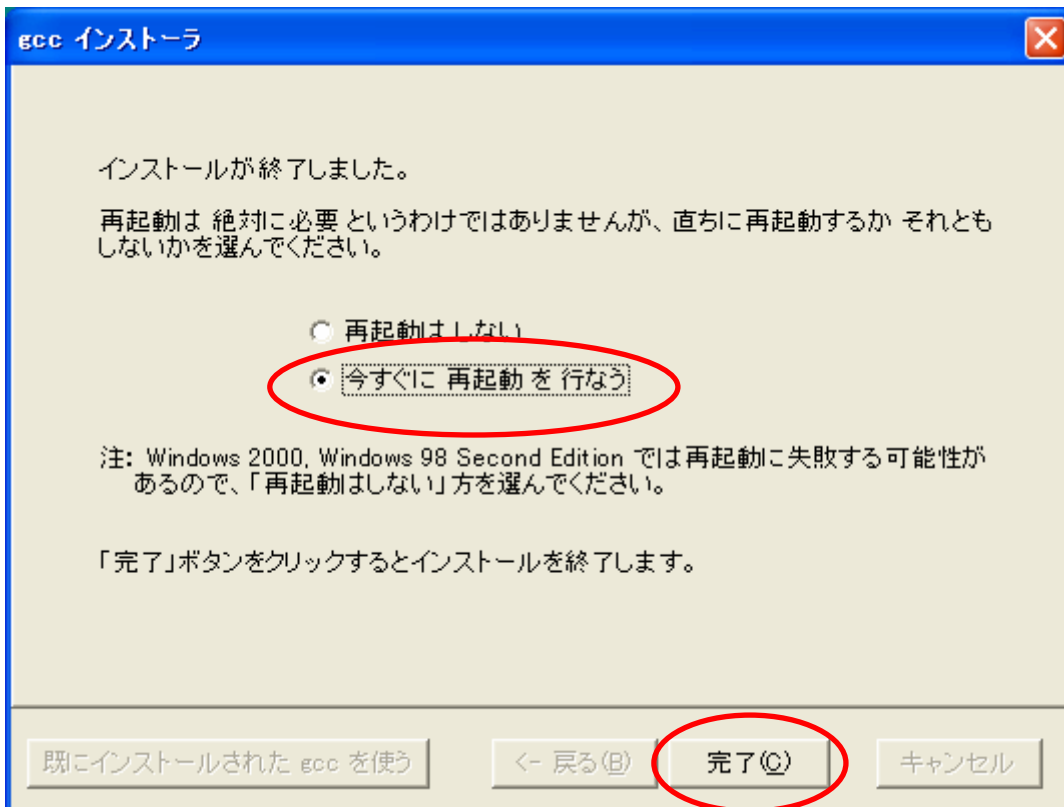 gcc インストーラ
インストールが終了しました。
再起動は 絶対に必要 というわけではありませんが、直ちに再起動するか それとも
しないかを選んでください。
再起動はしない
今すぐに 再起動 を 行なう
注: Windows 2000, Windows 98 Second Edition では再起動に失敗する可能性が
あるので、「再起動はしない」方を選んでください。
「完了」ボタンをクリックするとインストールを終了します。
既にインストールされた gcc を使う
<- 戻る(B)
完了(C)
キャンセル